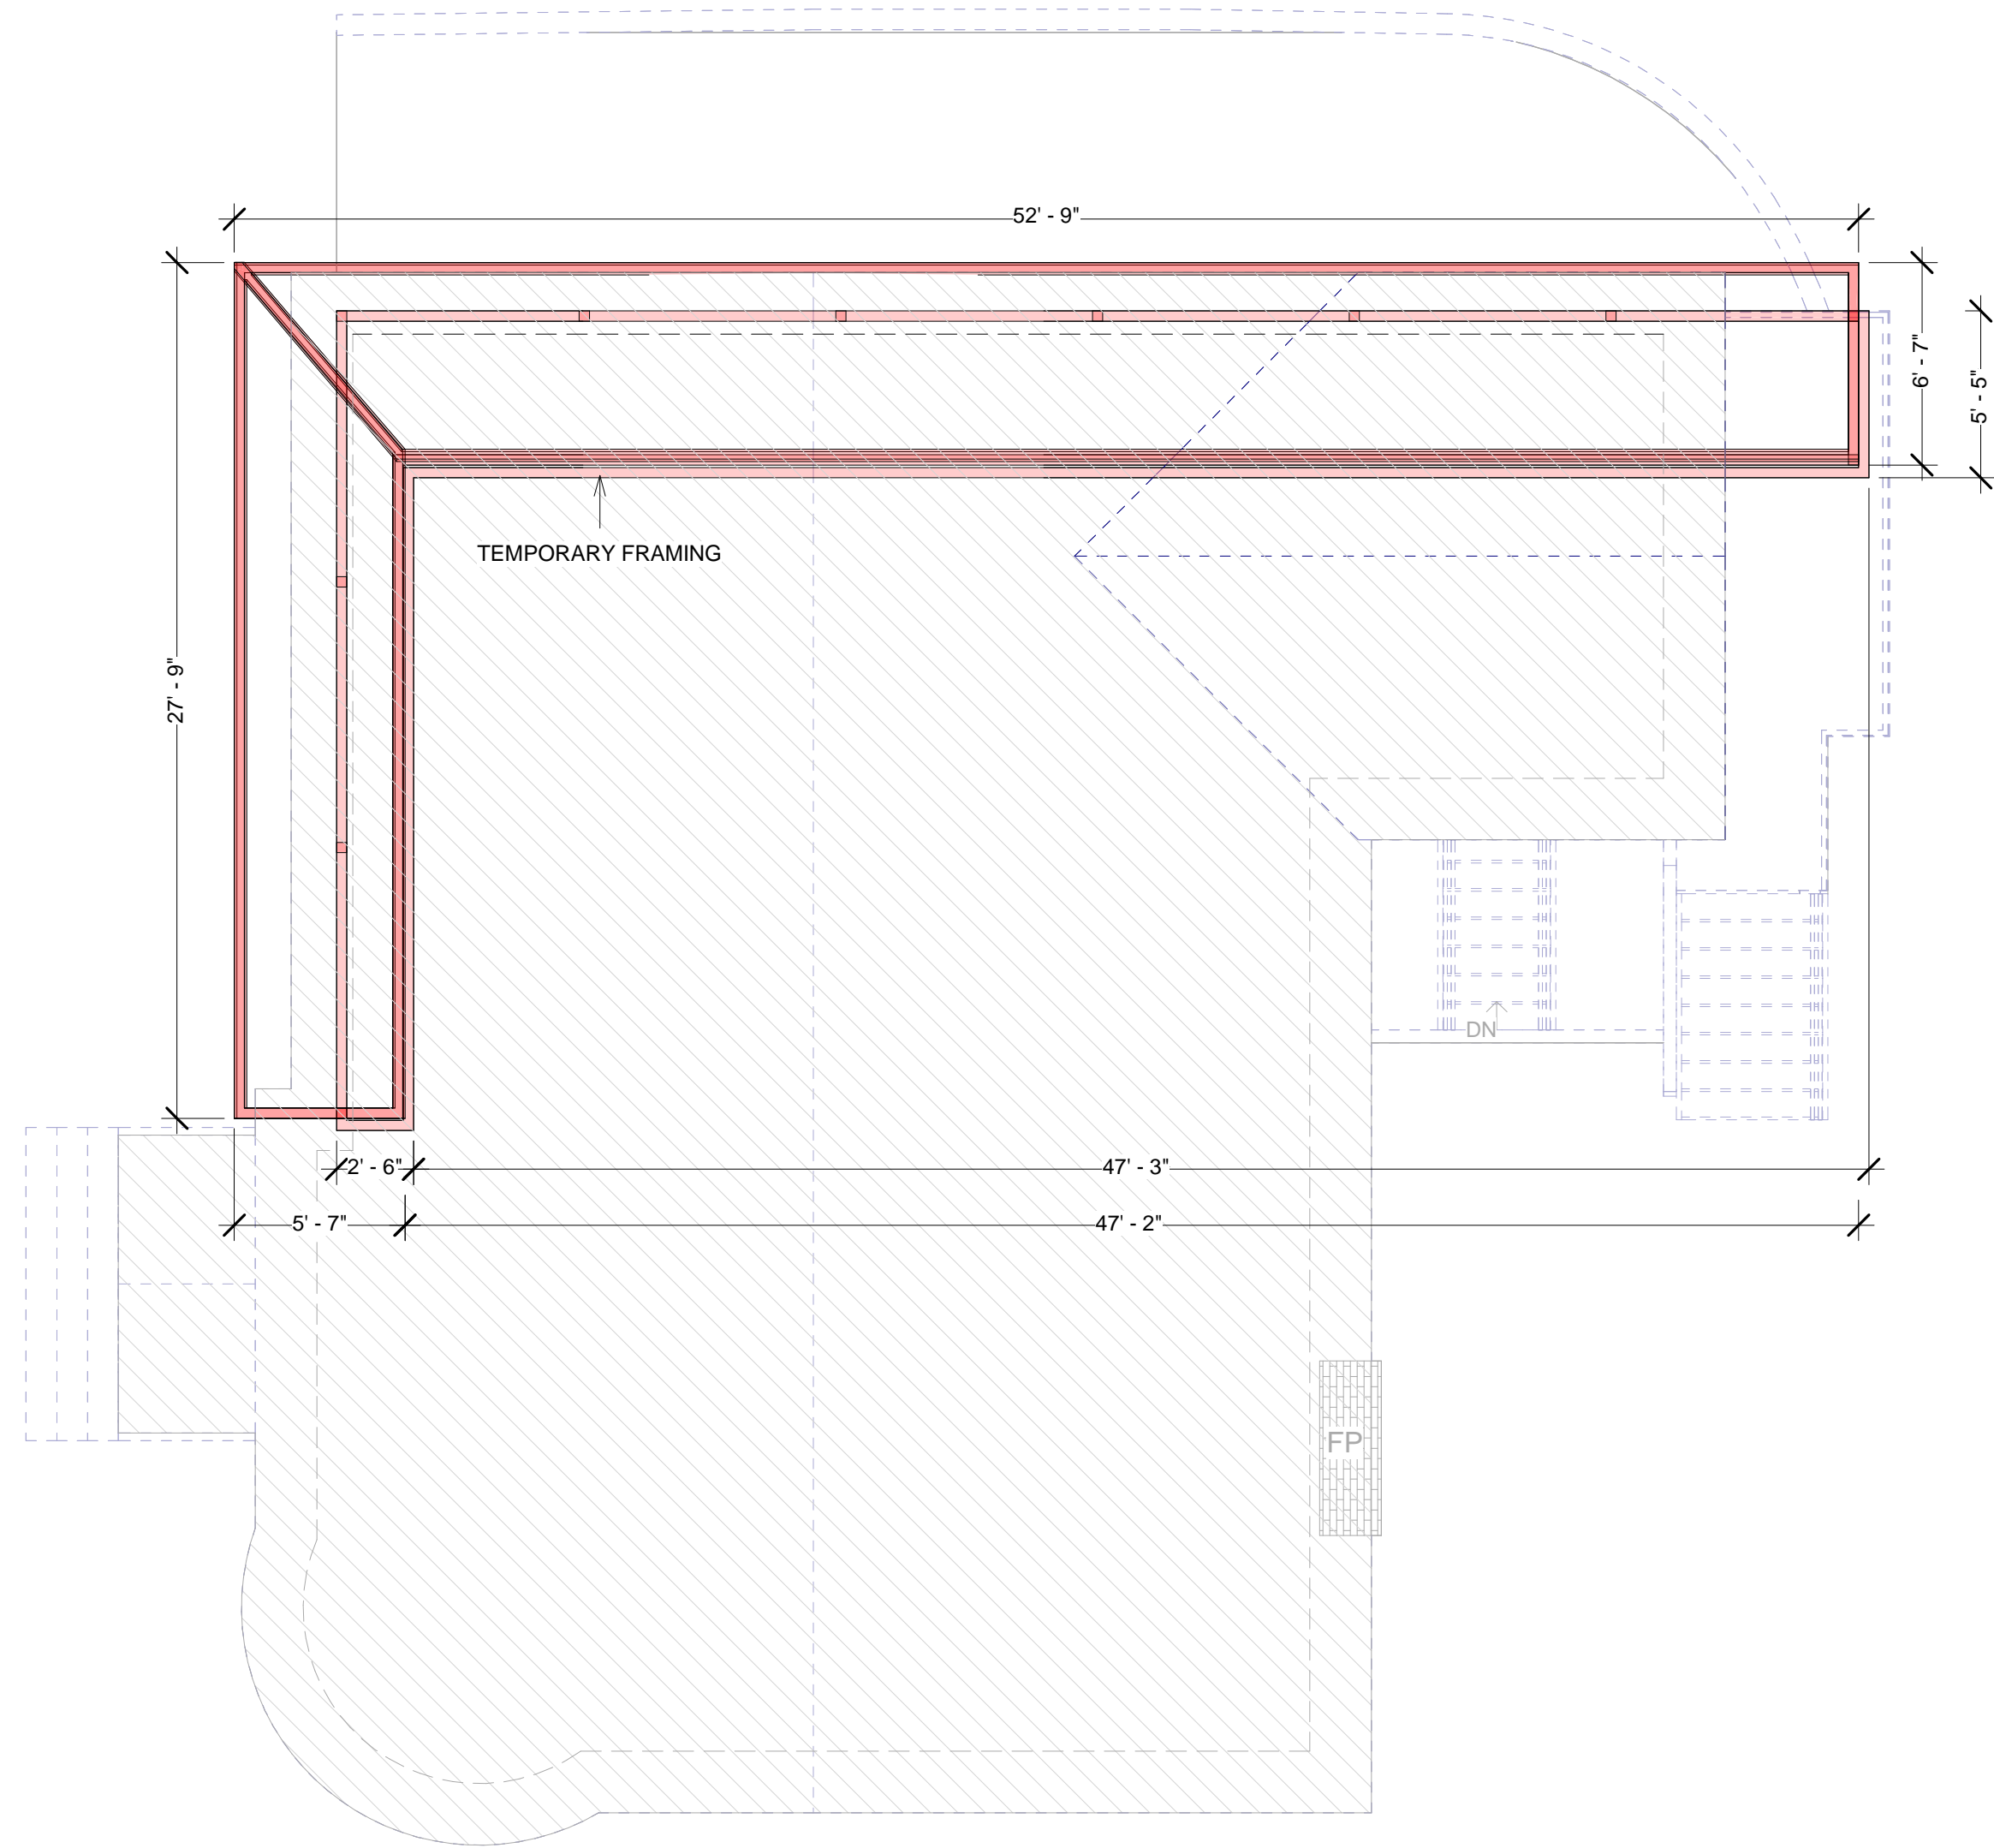 52' - 9"
6' - 7"
5' - 5"
TEMPORARY FRAMING
27' - 9"
DN
2' - 6"
47' - 3"
5' - 7"
47' - 2"
FP